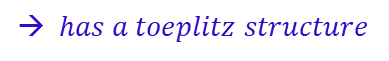 → has a toeplitz structure